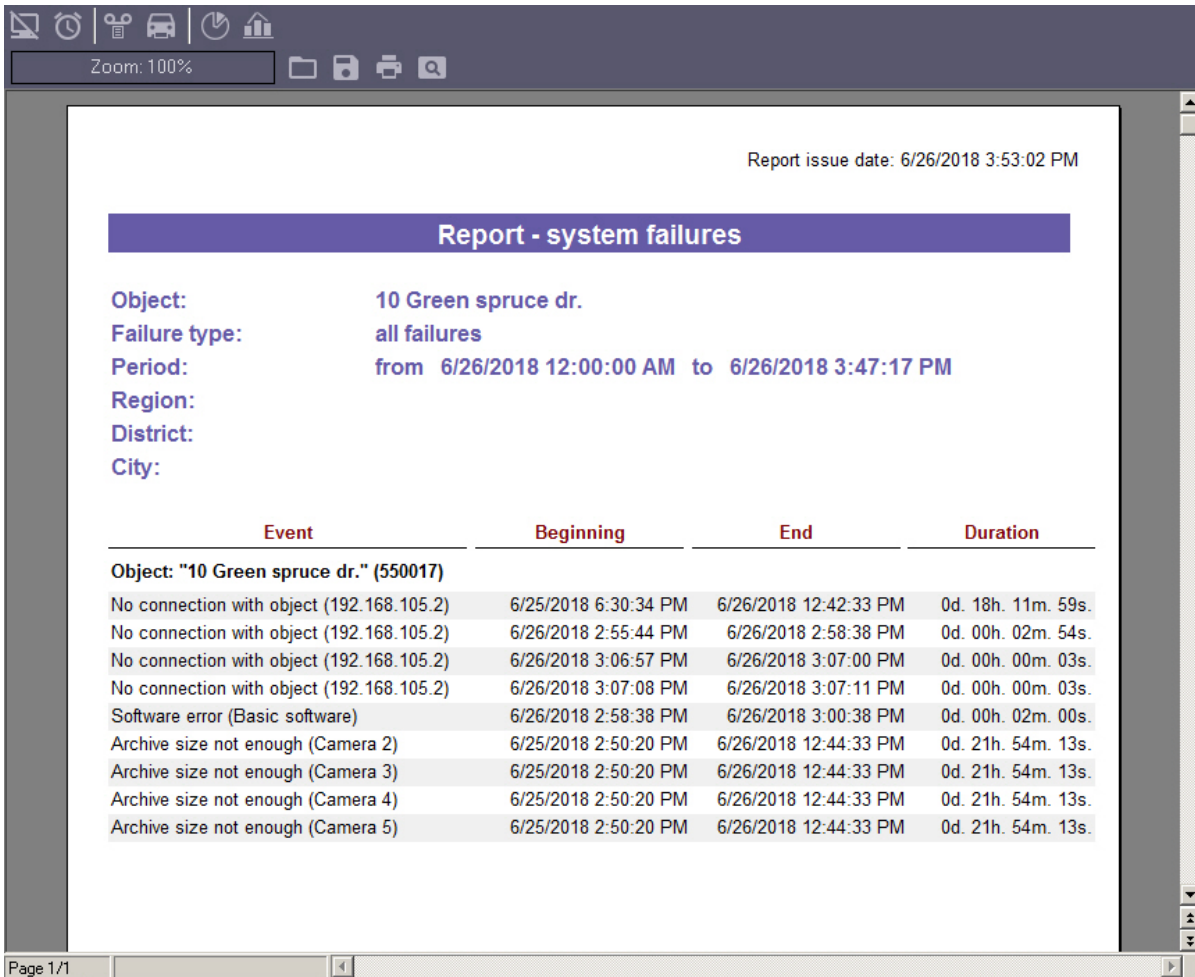 Zoom: 100%
Report issue date: 6/26/2018 3:53:02 PM
Report - system failures
Object: 10 Green spruce dr.
Failure type: all failures
Period: from 6/26/2018 12:00:00 AM to 6/26/2018 3:47:17 PM
Region:
District:
City:
Event Beginning End Duration
Object: "10 Green spruce dr." (550017)
No connection with object (192.168.105.2) 6/25/2018 6:30:34 PM 6/26/2018 12:42:33 PM 0d. 18h. 11m. 59s.
No connection with object (192.168.105.2) 6/26/2018 2:55:44 PM 6/26/2018 2:58:38 PM 0d. 00h. 02m. 54s.
No connection with object (192.168.105.2) 6/26/2018 3:06:57 PM 6/26/2018 3:07:00 PM 0d. 00h. 00m. 03s.
No connection with object (192.168.105.2) 6/26/2018 3:07:08 PM 6/26/2018 3:07:11 PM 0d. 00h. 00m. 03s.
Software error (Basic software) 6/26/2018 2:58:38 PM 6/26/2018 3:00:38 PM 0d. 00h. 02m. 00s.
Archive size not enough (Camera 2) 6/25/2018 2:50:20 PM 6/26/2018 12:44:33 PM 0d. 21h. 54m. 13s.
Archive size not enough (Camera 3) 6/25/2018 2:50:20 PM 6/26/2018 12:44:33 PM 0d. 21h. 54m. 13s.
Archive size not enough (Camera 4) 6/25/2018 2:50:20 PM 6/26/2018 12:44:33 PM 0d. 21h. 54m. 13s.
Archive size not enough (Camera 5) 6/25/2018 2:50:20 PM 6/26/2018 12:44:33 PM 0d. 21h. 54m. 13s.
Page 1/1